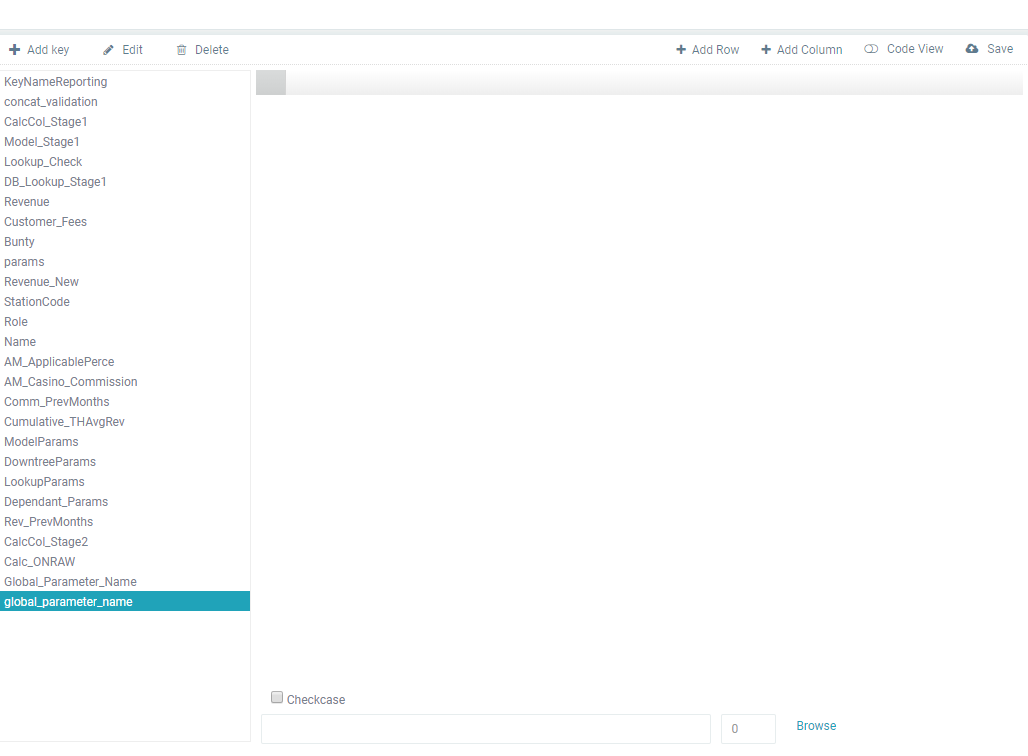 Add key Edit Delete Add Row Add Column Code View Save
KeyNameReporting
concat_validation
CalcCol_Stage1
Model_Stage1
Lookup_Check
DB_Lookup_Stage1
Revenue
Customer_Fees
Bunty
params
Revenue_New
StationCode
Role
Name
AM_ApplicablePerce
AM_Casino_Commission
Comm_PrevMonths
Cumulative_THAvgRev
ModelParams
DowntreeParams
LookupParams
Dependant_Params
Rev_PrevMonths
CalcCol_Stage2
Calc_ONRAW
Global_Parameter_Name
global_parameter_name
Checkcase
0 Browse